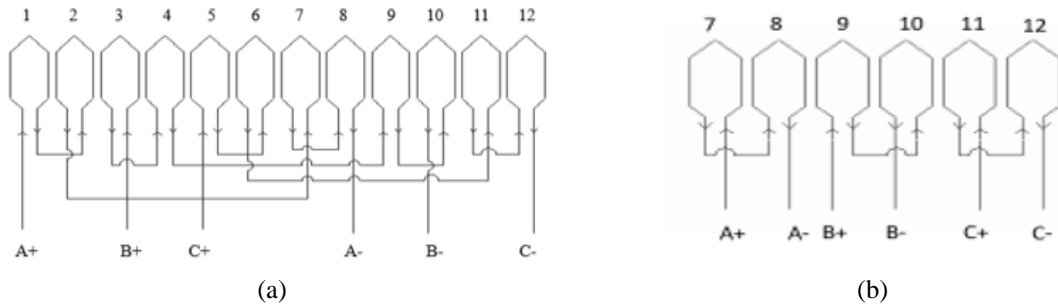 1 2 3 4 5 6 7 8 9 10 11 12
A+ B+ C+ A- B- C-
(a)
7 8 9 10 11 12
A+ A- B+ B- C+ C-
(b)